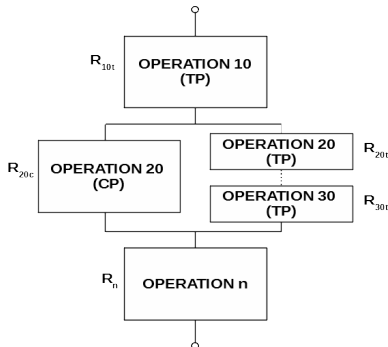 R10t
OPERATION 10
(TP)
R20c
OPERATION 20
(CP)
OPERATION 20
(TP)
R20t
OPERATION 30
(TP)
R30t
Rn
OPERATION n